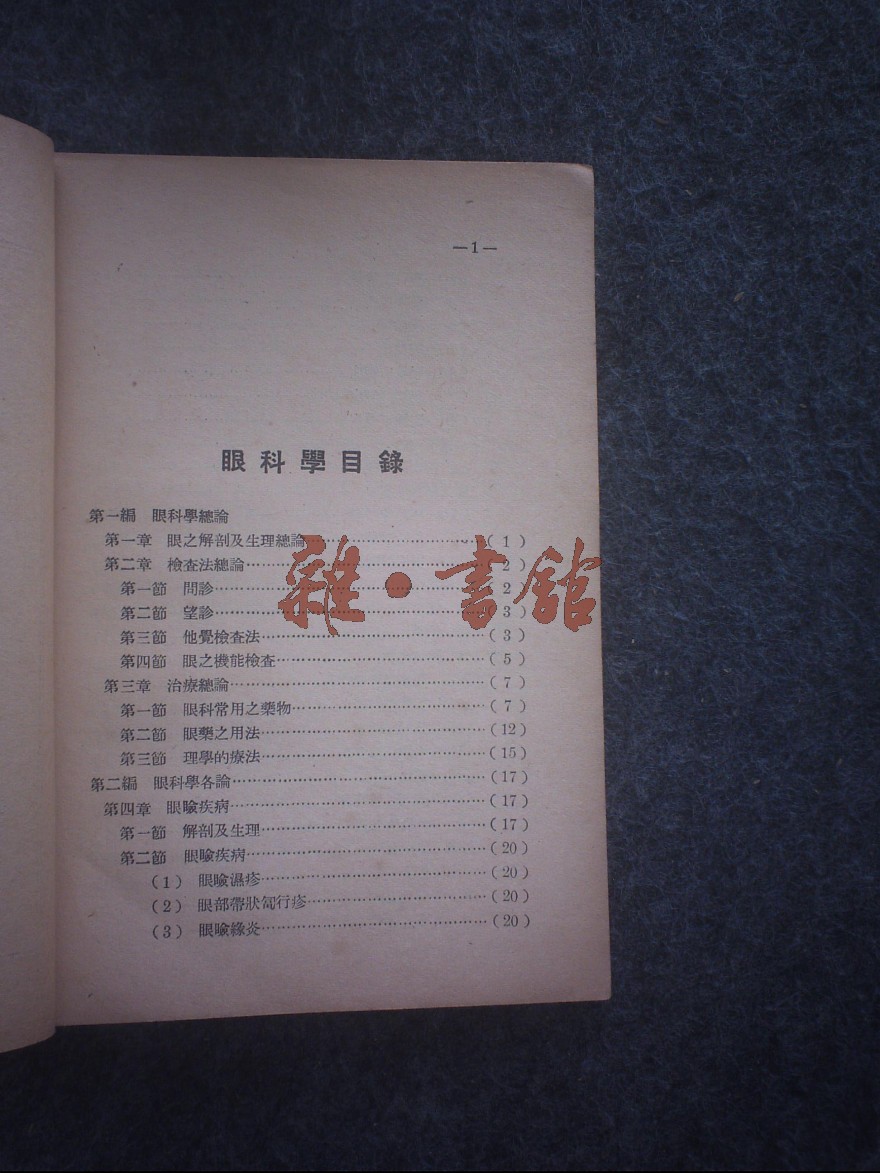 —1—
眼科學目錄
第一編 眼科學總論
第一章 眼之解剖及生理總論……………………(1)
第二章 檢查法總論……………………(2)
第一節 問診……………………2
第二節 望診……………………(3)
第三節 他覺檢查法……………………(3)
第四節 眼之機能檢查……………………(5)
第三章 治療總論……………………(7)
第一節 眼科常用之藥物……………………(7)
第二節 眼藥之用法……………………(12)
第三節 理學的療法……………………(15)
第二編 眼科學各論……………………(17)
第四章 眼瞼疾病……………………(17)
第一節 解剖及生理……………………(17)
第二節 眼瞼疾病……………………(20)
(1) 眼瞼濕疹……………………(20)
(2) 眼部帶狀匐行疹……………………(20)
(3) 眼瞼緣炎……………………(20)
雜·書館